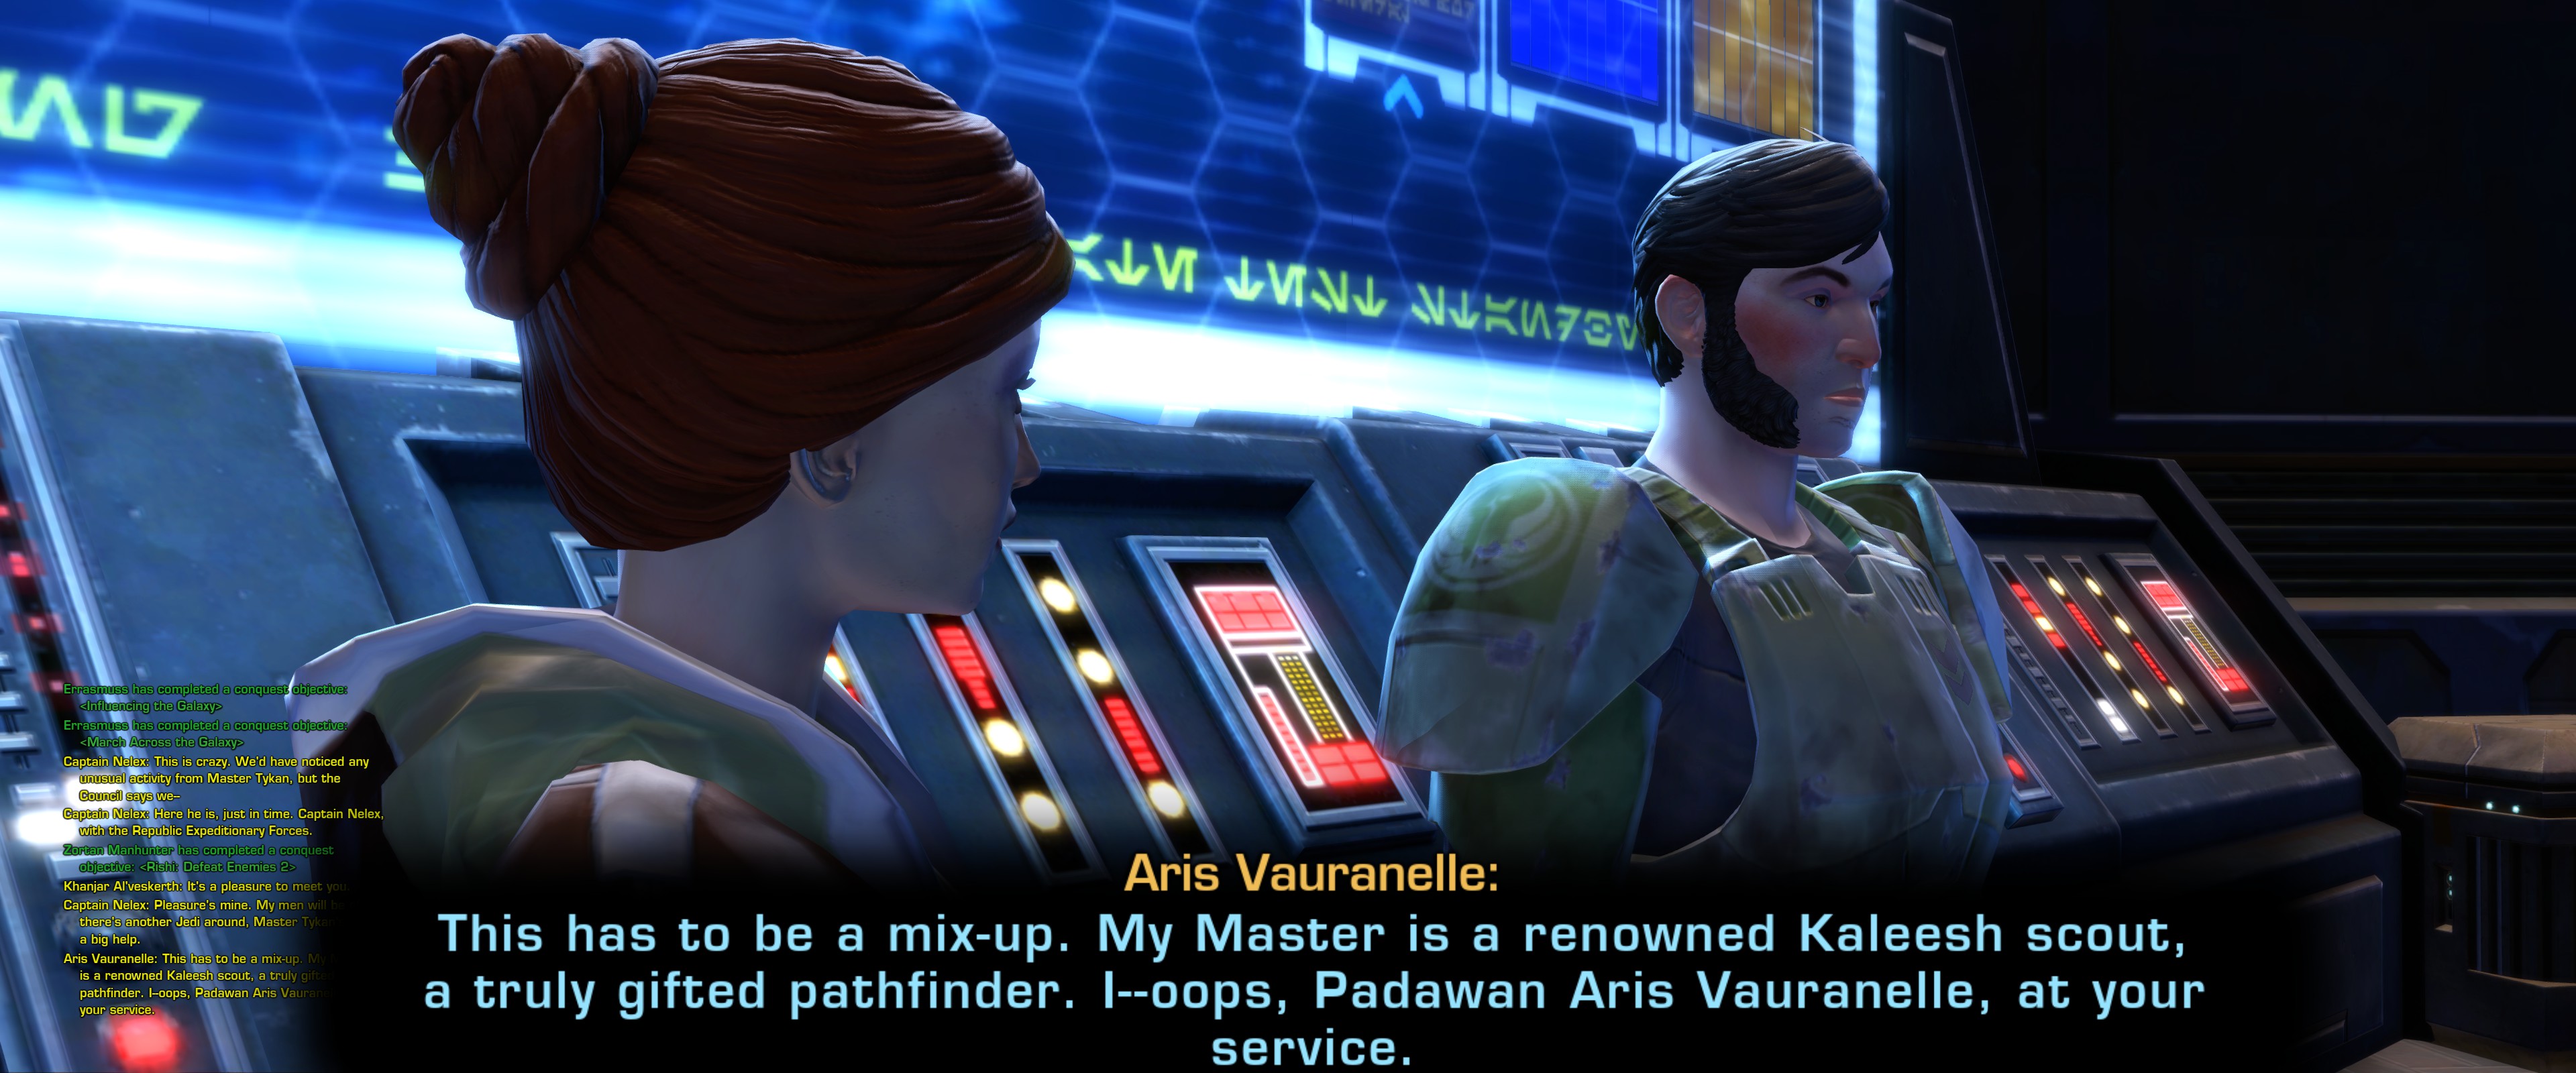 Errasmuss has completed a conquest objective:
<Influencing the Galaxy>
Errasmuss has completed a conquest objective:
<March Across the Galaxy>
Captain Nelex: This is crazy. We'd have noticed any
unusual activity from Master Tykan, but the
Council says we--
Captain Nelex: Here he is, just in time. Captain Nelex,
with the Republic Expeditionary Forces.
Zortan Manhunter has completed a conquest
objective: <Rishi: Defeat Enemies 2>
Khanjar Al'veskerth: It's a pleasure to meet you.
Captain Nelex: Pleasure's mine. My men will be
there's another Jedi around, Master Tykan
a big help.
Aris Vauranelle: This has to be a mix-up. My
is a renowned Kaleesh scout, a truly gifted
pathfinder. I--oops, Padawan Aris Vauranelle
your service.
Aris Vauranelle:
This has to be a mix-up. My Master is a renowned Kaleesh scout,
a truly gifted pathfinder. I--oops, Padawan Aris Vauranelle, at your
service.